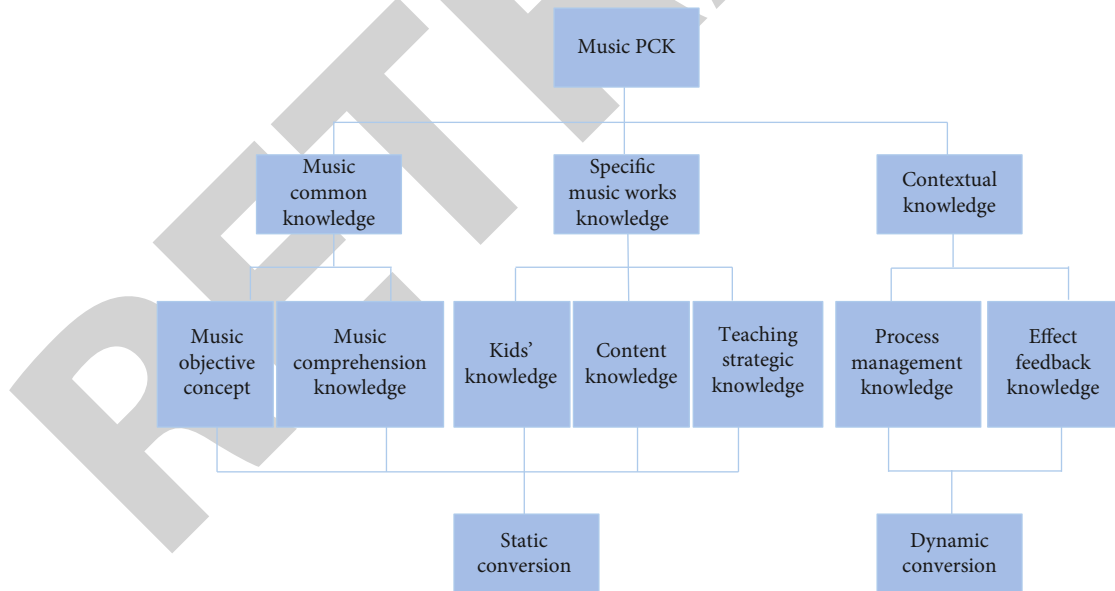 Music PCK
Music
common
knowledge
Specific
music works
knowledge
Contextual
knowledge
Music
objective
concept
Music
comprehension
knowledge
Kids'
knowledge
Content
knowledge
Teaching
strategic
knowledge
Process
management
knowledge
Effect
feedback
knowledge
Static
conversion
Dynamic
conversion
RETR